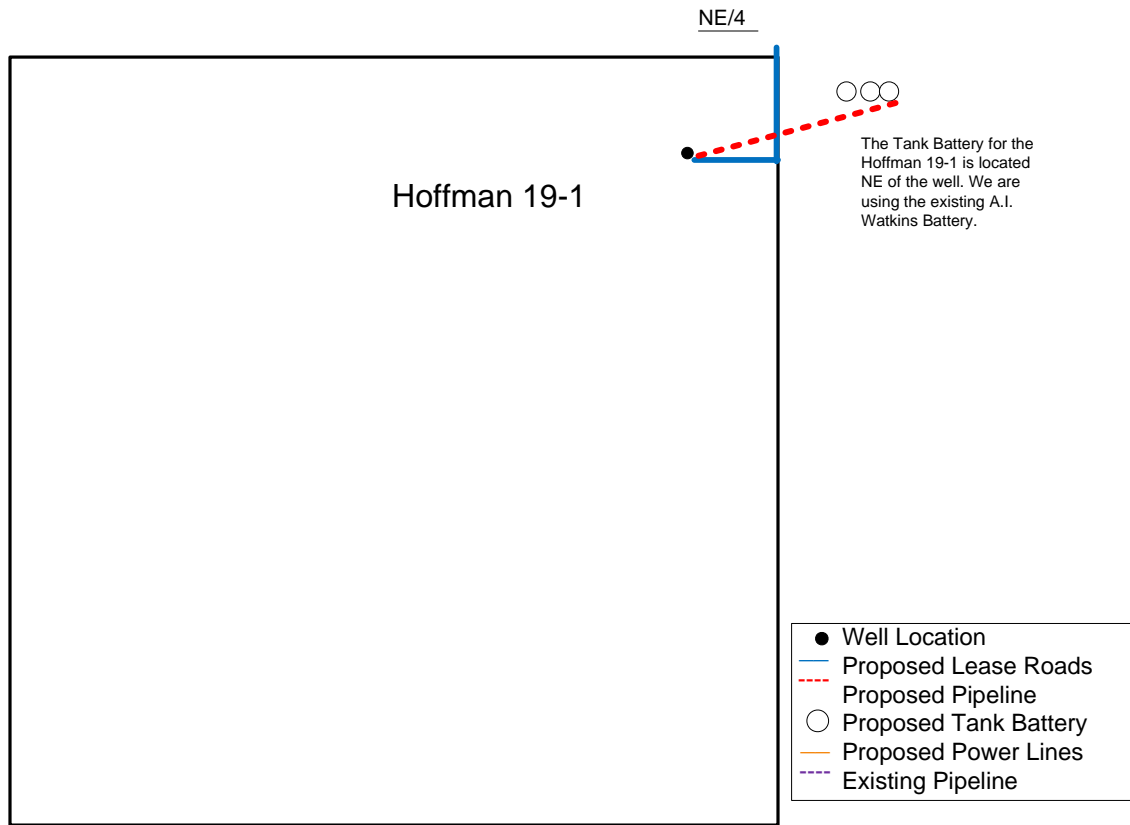 NE/4
The Tank Battery for the
Hoffman 19-1 is located
NE of the well. We are
using the existing A.I.
Watkins Battery.
Hoffman 19-1
Well Location
Proposed Lease Roads
Proposed Pipeline
Proposed Tank Battery
Proposed Power Lines
Existing Pipeline